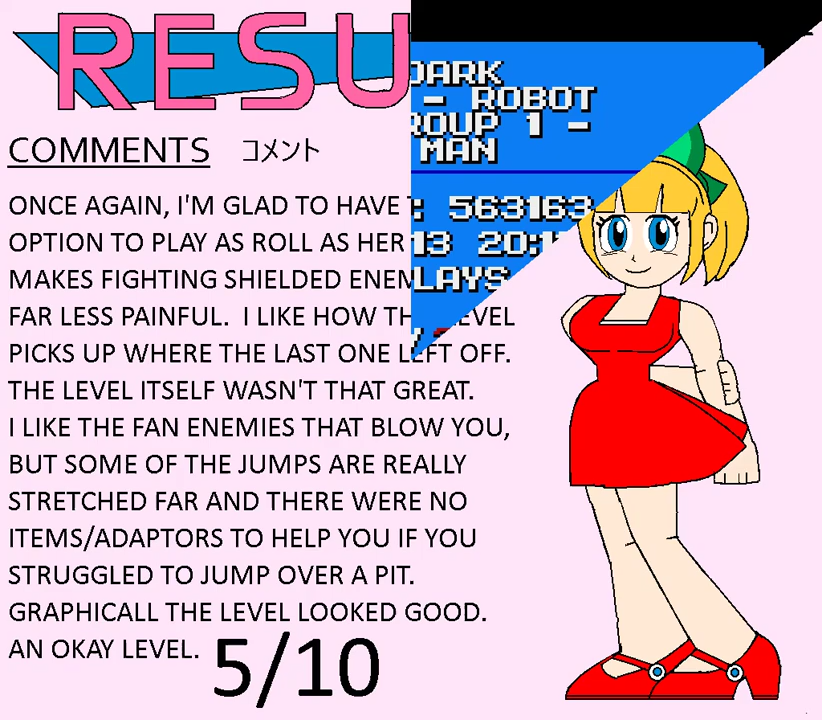 RESU
COMMENTS コメント
DARK
- ROBOT
ROUP 1 -
MAN
: 563163
13 20:1
LAYS
ONCE AGAIN, I'M GLAD TO HAVE
OPTION TO PLAY AS ROLL AS HER
MAKES FIGHTING SHIELDED ENEM
FAR LESS PAINFUL. I LIKE HOW TH EVEL
PICKS UP WHERE THE LAST ONE LEFT OFF.
THE LEVEL ITSELF WASN'T THAT GREAT.
I LIKE THE FAN ENEMIES THAT BLOW YOU,
BUT SOME OF THE JUMPS ARE REALLY
STRETCHED FAR AND THERE WERE NO
ITEMS/ADAPTORS TO HELP YOU IF YOU
STRUGGLED TO JUMP OVER A PIT.
GRAPHICALL THE LEVEL LOOKED GOOD.
AN OKAY LEVEL. 5/10